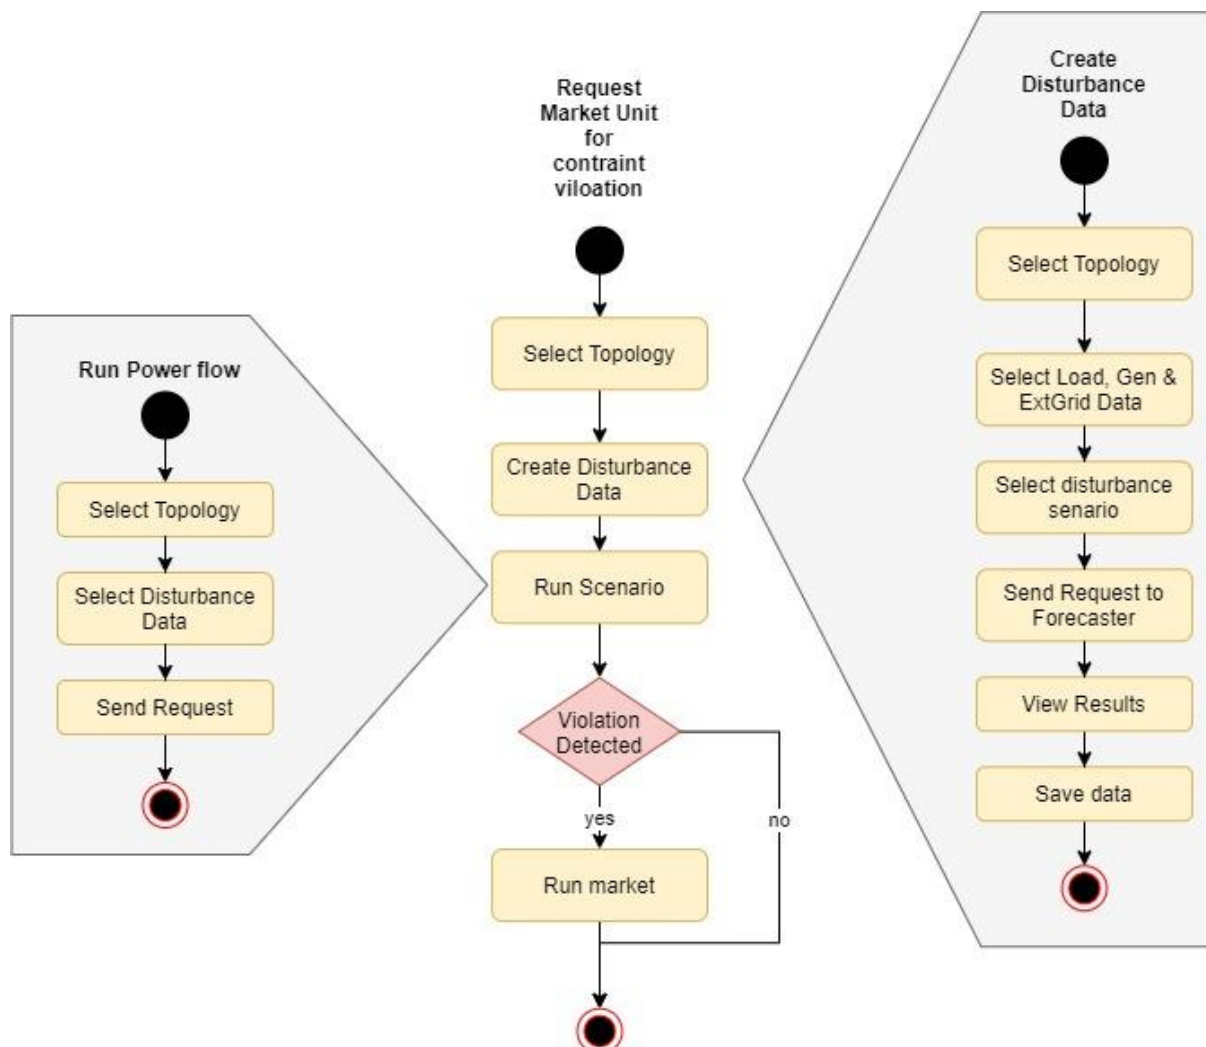 Run Power flow
Select Topology
Select Disturbance
Data
Send Request
Request
Market Unit
for
contraint
viloation
Select Topology
Create Disturbance
Data
Run Scenario
Violation
Detected
yes
no
Run market
Create
Disturbance
Data
Select Topology
Select Load, Gen &
ExtGrid Data
Select disturbance
senario
Send Request to
Forecaster
View Results
Save data